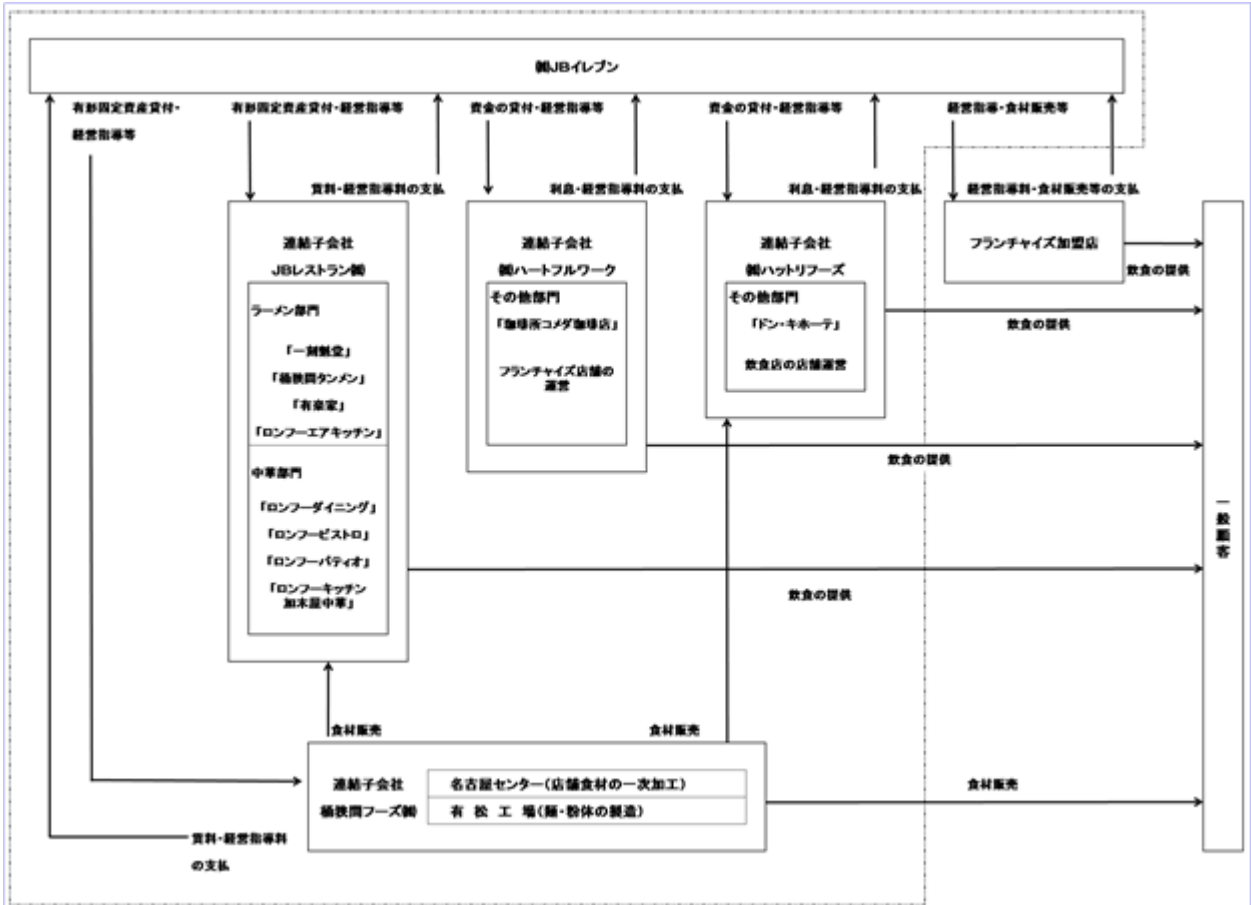 ㈱JBイレブン
有形固定資産貸付・
経営指導等
有形固定資産貸付・経営指導等
資金の貸付・経営指導等
資金の貸付・経営指導等
経営指導・食材販売等
賃料・経営指導料の支払
利息・経営指導料の支払
利息・経営指導料の支払
経営指導料・食材販売等の支払
連結子会社
JBレストラン㈱
ラーメン部門
「一刻魁堂」
「桶狭間タンメン」
「有楽家」
「ロンフーエアキッチン」
中華部門
「ロンフーダイニング」
「ロンフービストロ」
「ロンフーパティオ」
「ロンフーキッチン
加木屋中華」
連結子会社
㈱ハートフルワーク
その他部門
「珈琲所コメダ珈琲店」
フランチャイズ店舗の
運営
連結子会社
㈱ハットリフーズ
その他部門
「ドン・キホーテ」
飲食店の店舗運営
フランチャイズ加盟店
飲食の提供
飲食の提供
飲食の提供
飲食の提供
一般顧客
食材販売
食材販売
連結子会社
桶狭間フーズ㈱
名古屋センター(店舗食材の一次加工)
有 松 工 場(麺・粉体の製造)
食材販売
賃料・経営指導料
の支払